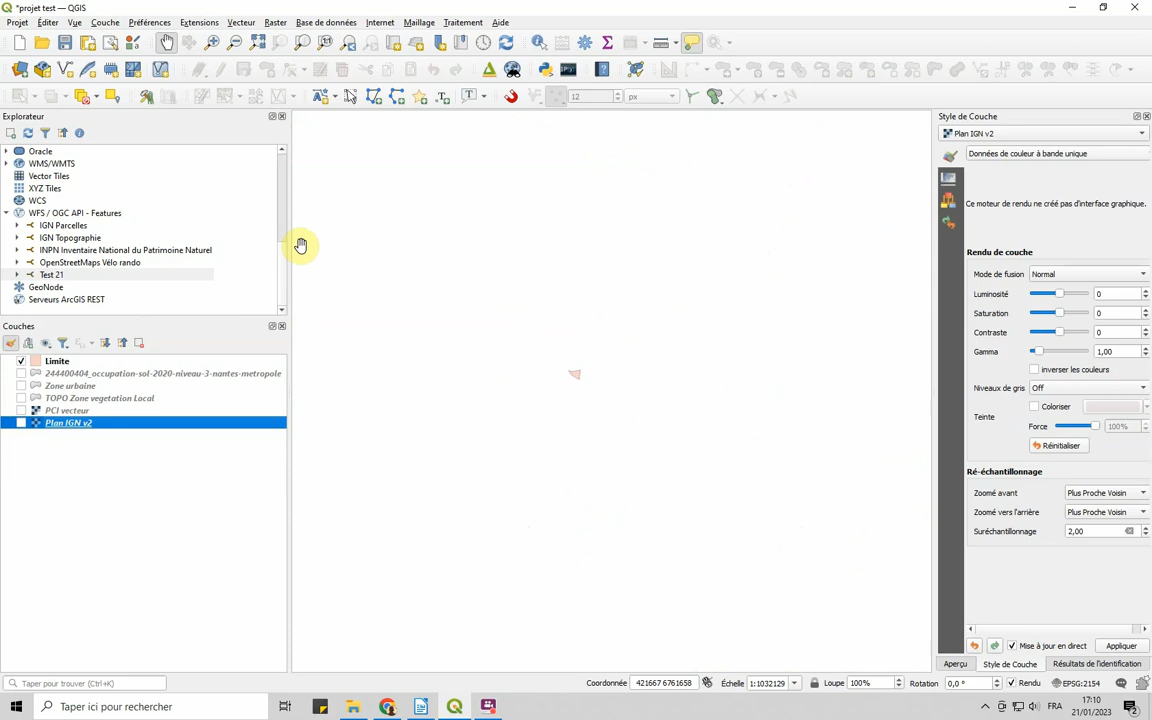 *projet test — QGIS
Projet Éditer Vue Couche Préférences Extensions Vecteur Raster Base de données Internet Maillage Traitement Aide
12 px
Explorateur
Oracle
WMS/WMTS
Vector Tiles
XYZ Tiles
WCS
WFS / OGC API - Features
IGN Parcelles
IGN Topographie
INPN Inventaire National du Patrimoine Naturel
OpenStreetMaps Vélo rando
Test 21
GeoNode
Serveurs ArcGIS REST
Couches
Limite
244400404_occupation-sol-2020-niveau-3-nantes-metropole
Zone urbaine
TOPO Zone vegetation Local
PCI vecteur
Plan IGN v2
Style de Couche
Plan IGN v2
Données de couleur à bande unique
Ce moteur de rendu ne créé pas d'interface graphique.
Rendu de couche
Mode de fusion Normal
Luminosité 0
Saturation 0
Contraste 0
Gamma 1,00
inverser les couleurs
Niveaux de gris Off
Teinte
Coloriser
Force 100%
Réinitialiser
Ré-échantillonnage
Zoomé avant Plus Proche Voisin
Zoomé vers l'arrière Plus Proche Voisin
Suréchantillonnage 2,00
Mise à jour en direct Appliquer
Aperçu Style de Couche Résultats de l'identification
Taper pour trouver (Ctrl+K) Coordonnée 421667 6761658 Échelle 1:1032129 Loupe 100% Rotation 0,0 ° Rendu EPSG:2154
Taper ici pour rechercher
FRA
17:10
21/01/2023
2